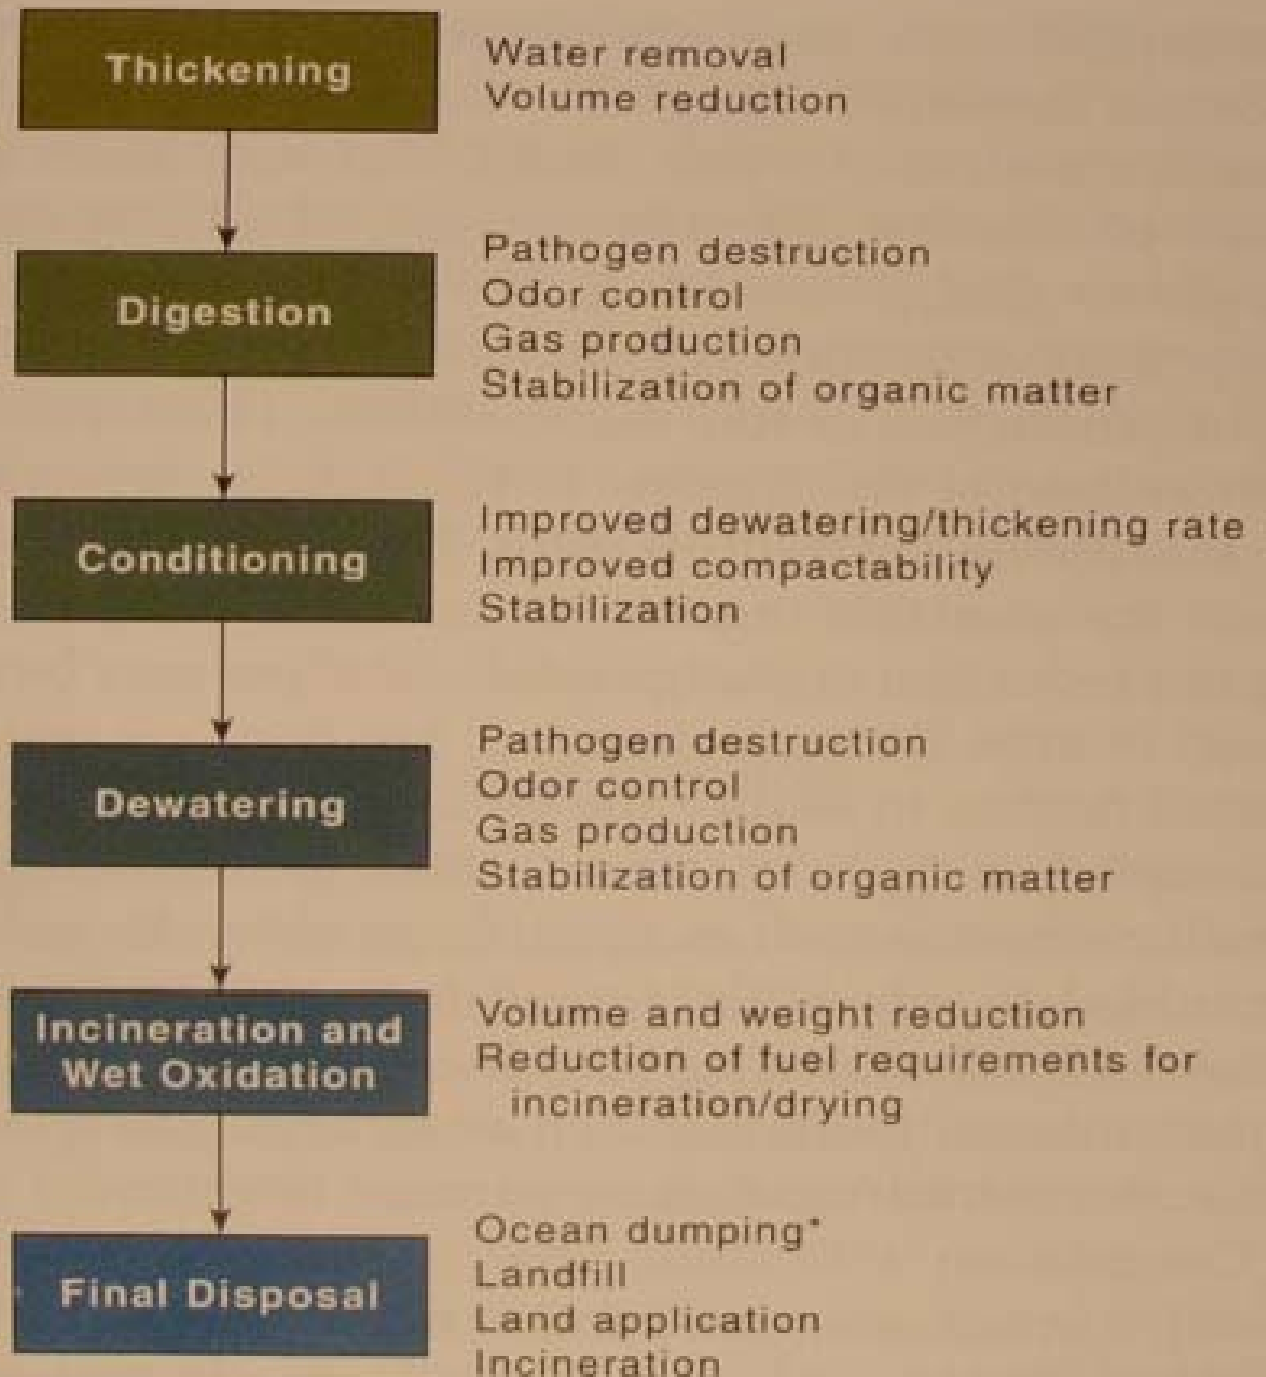 Thickening
Water removal
Volume reduction
Digestion
Pathogen destruction
Odor control
Gas production
Stabilization of organic matter
Conditioning
Improved dewatering/thickening rate
Improved compactability
Stabilization
Dewatering
Pathogen destruction
Odor control
Gas production
Stabilization of organic matter
Incineration and
Wet Oxidation
Volume and weight reduction
Reduction of fuel requirements for
incineration/drying
Final Disposal
Ocean dumping*
Landfill
Land application
Incineration